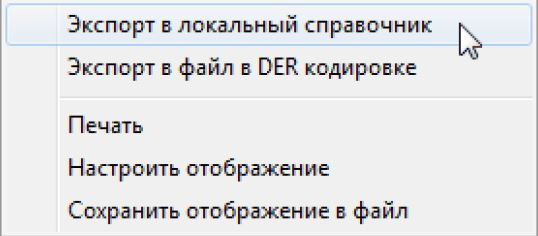 Экспорт в локальный справочник
Экспорт в файл в DER кодировке
Печать
Настроить отображение
Сохранить отображение в файл